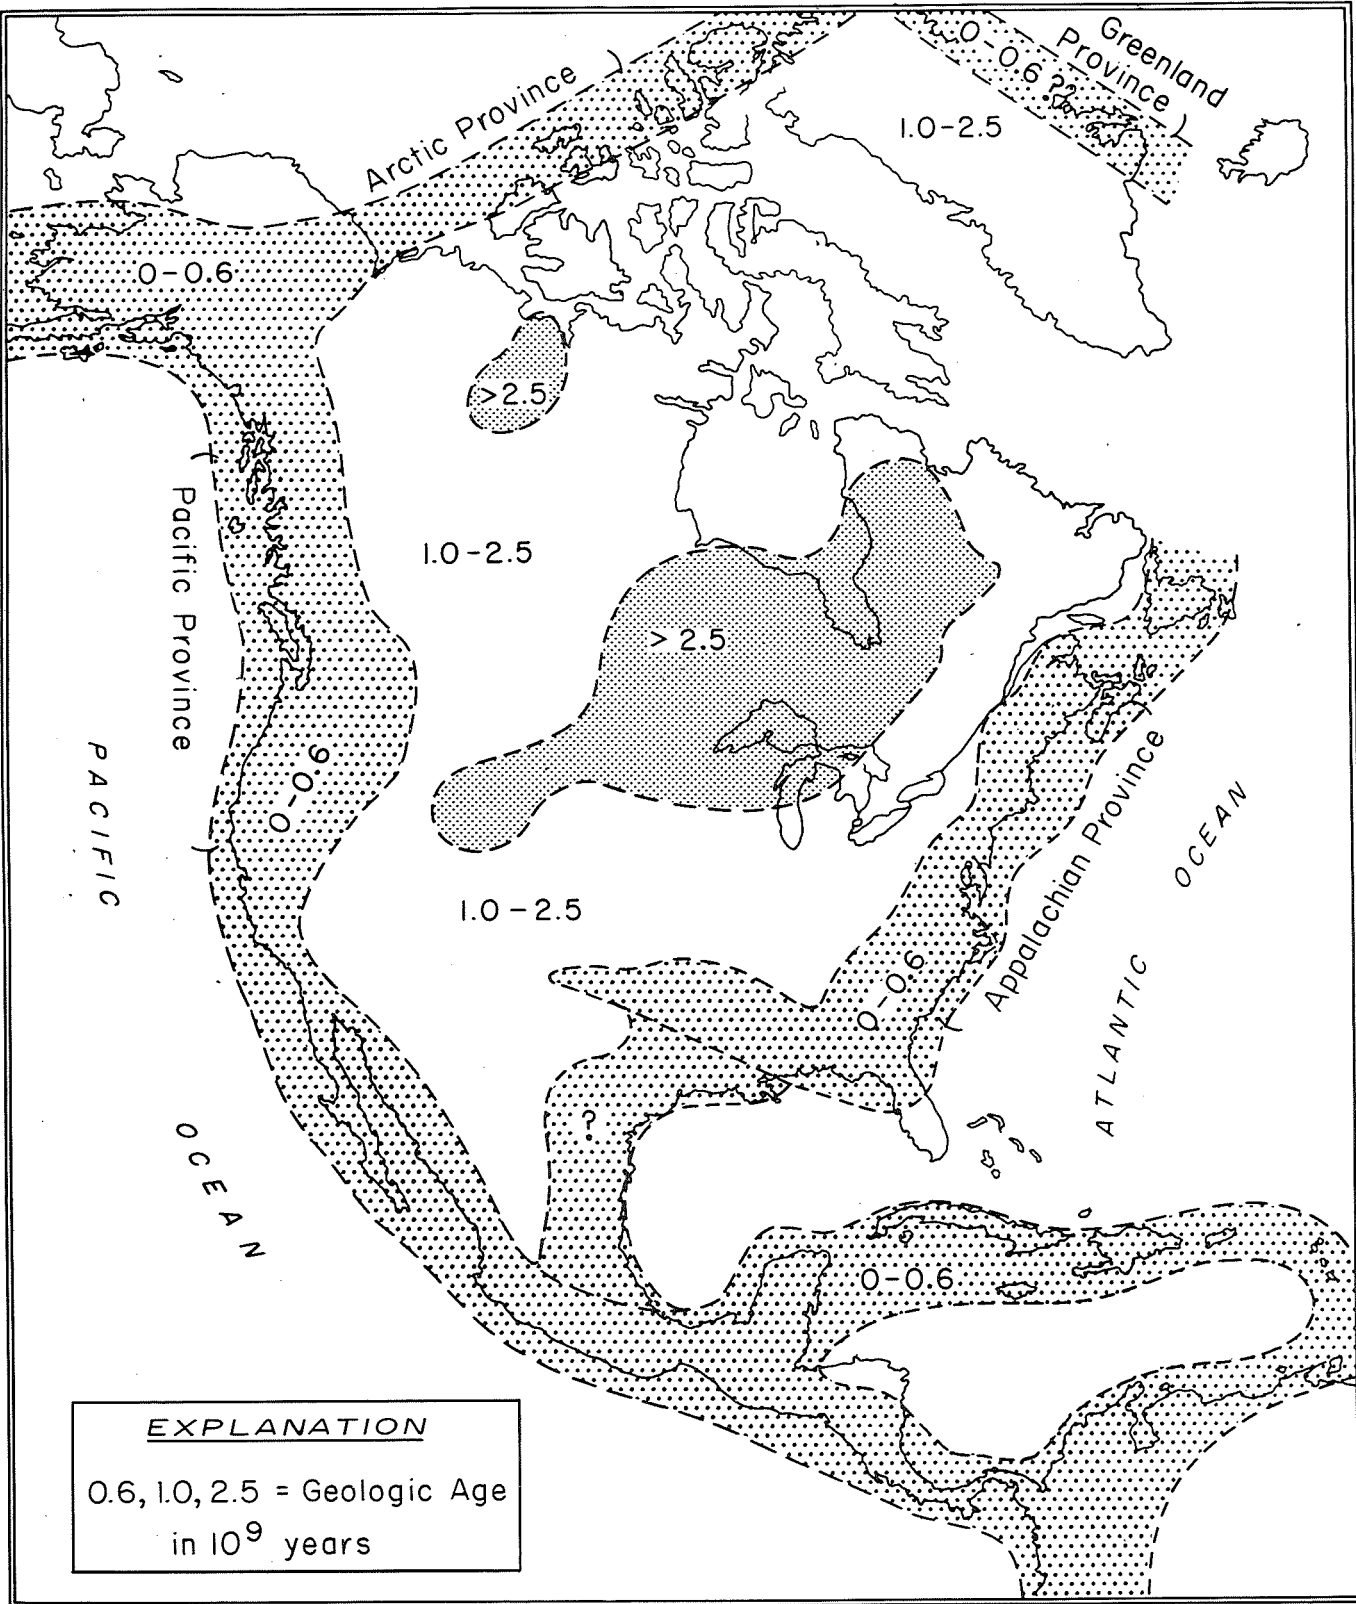 Greenland
Province
0-0.6??
1.0-2.5
Arctic Province
0-0.6
>2.5
Pacific Province
1.0-2.5
>2.5
0-0.6
PACIFIC
OCEAN
1.0-2.5
0-0.6
Appalachian Province
ATLANTIC
OCEAN
?
0-0.6
EXPLANATION
0.6, 1.0, 2.5 = Geologic Age
in 10⁹ years